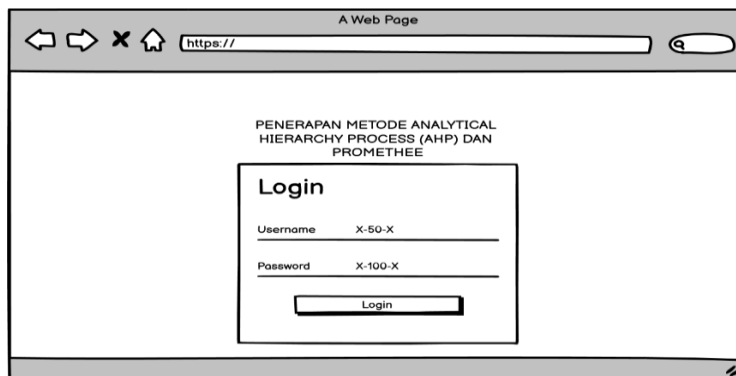 A Web Page
https://
PENERAPAN METODE ANALYTICAL
HIERARCHY PROCESS (AHP) DAN
PROMETHEE
Login
Username X-50-X
Password X-100-X
Login